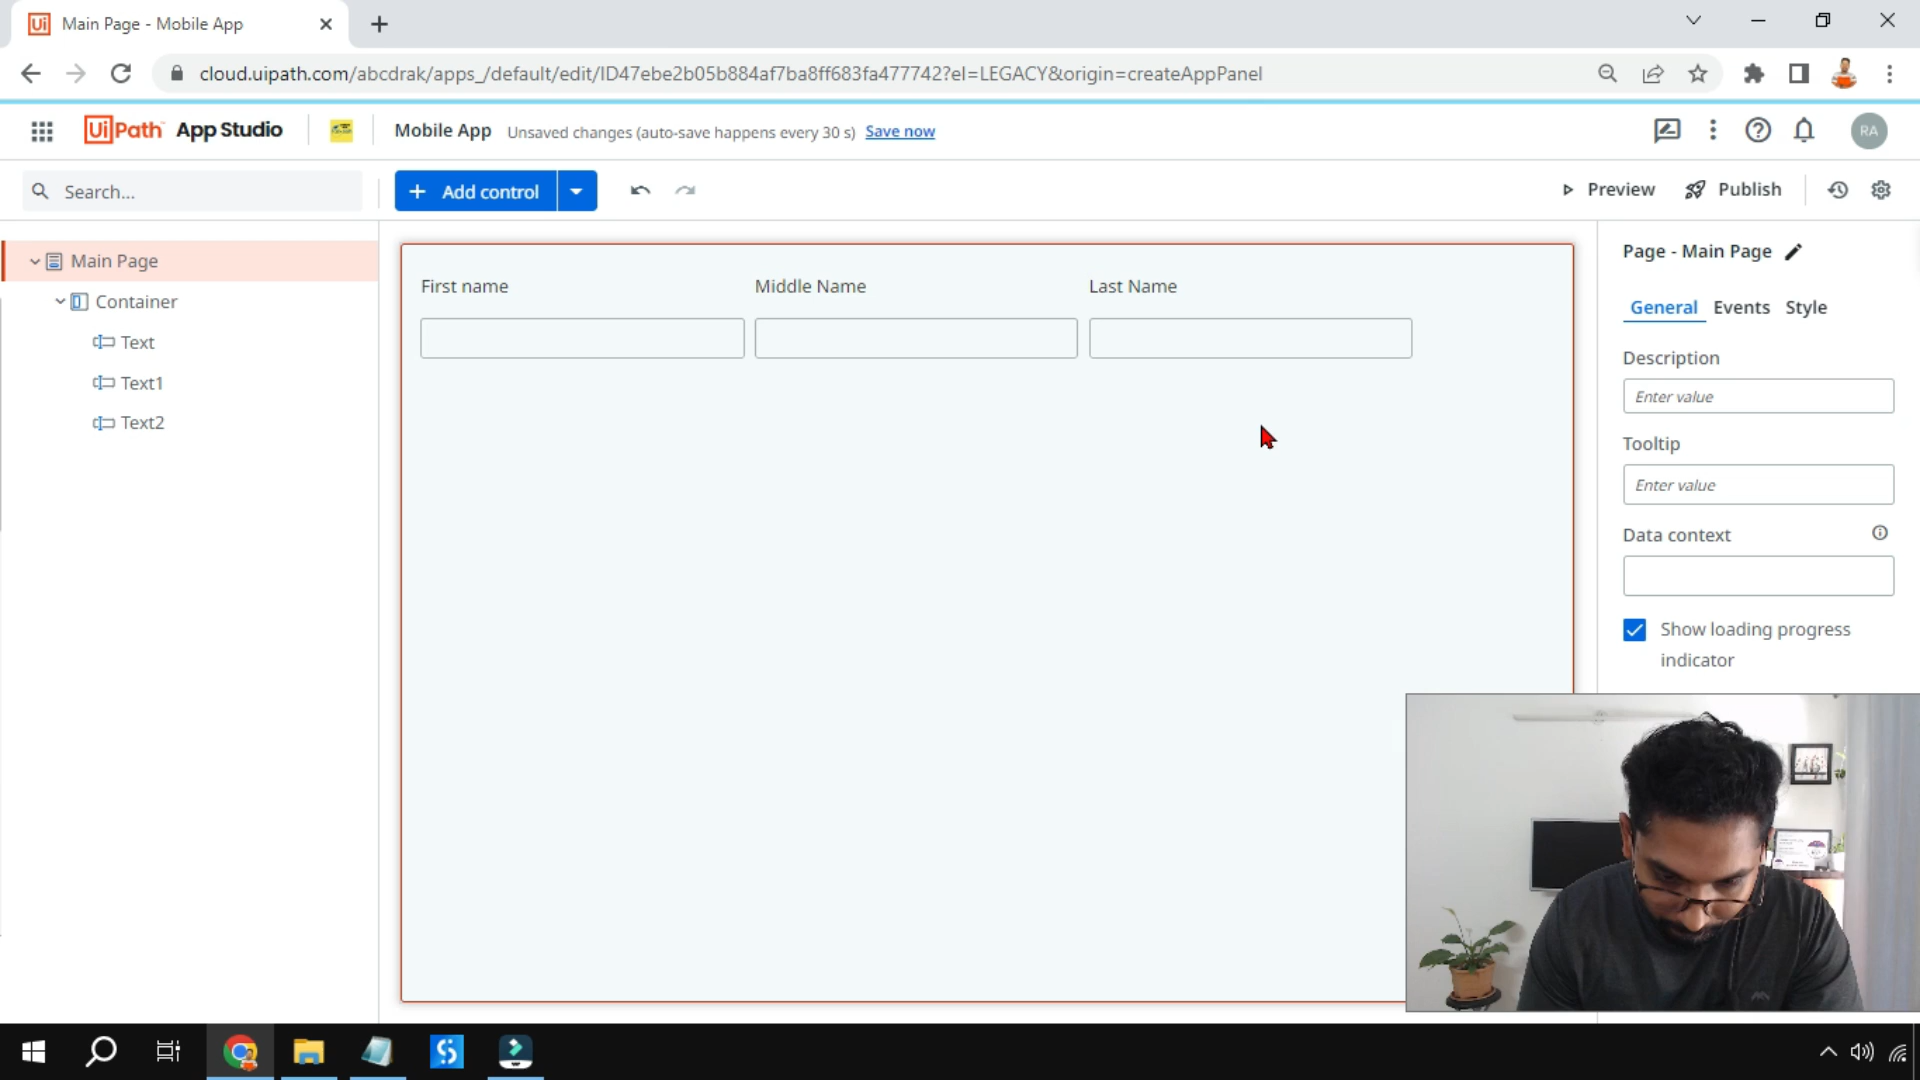 Main Page - Mobile App
cloud.uipath.com/abcdrak/apps_/default/edit/ID47ebe2b05b884af7ba8ff683fa477742?el=LEGACY&origin=createAppPanel
UiPath App Studio
Mobile App
Unsaved changes (auto-save happens every 30 s) Save now
RA
Search...
Add control
Preview
Publish
Main Page
Container
Text
Text1
Text2
First name
Middle Name
Last Name
Page - Main Page
General Events Style
Description
Enter value
Tooltip
Enter value
Data context
Show loading progress
indicator